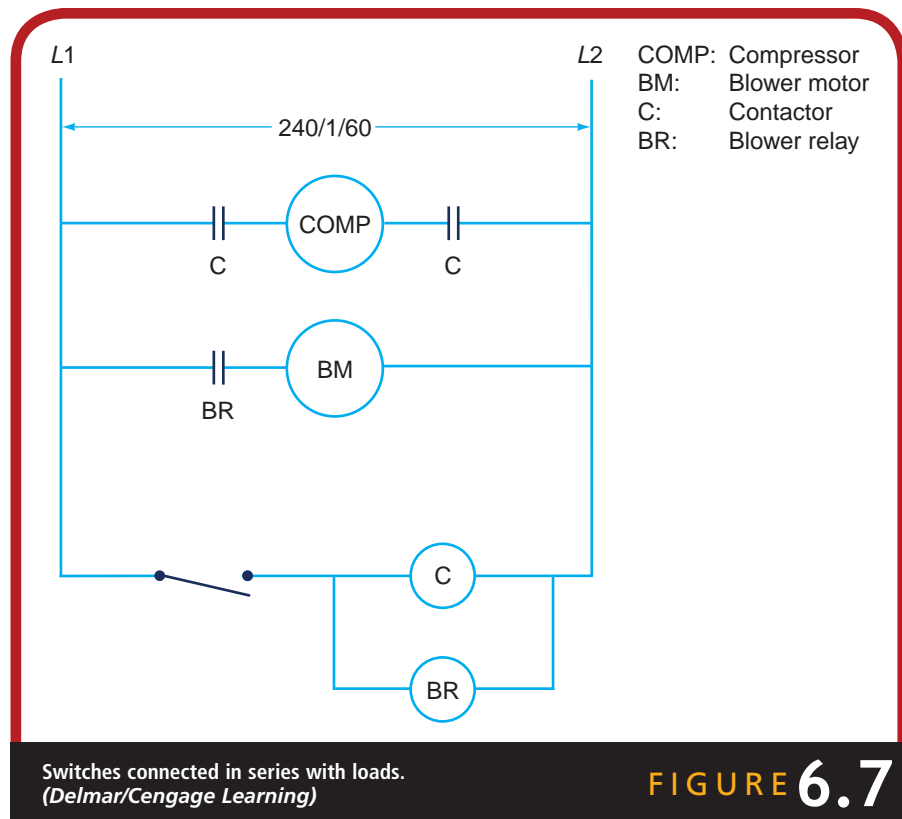 L1
L2
COMP: Compressor
BM: Blower motor
C: Contactor
BR: Blower relay
240/1/60
COMP
C
C
BM
BR
C
BR
Switches connected in series with loads.
(Delmar/Cengage Learning)
FIGURE 6.7